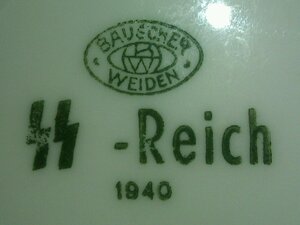 BAUSCHER
WEIDEN
SS-Reich
1940